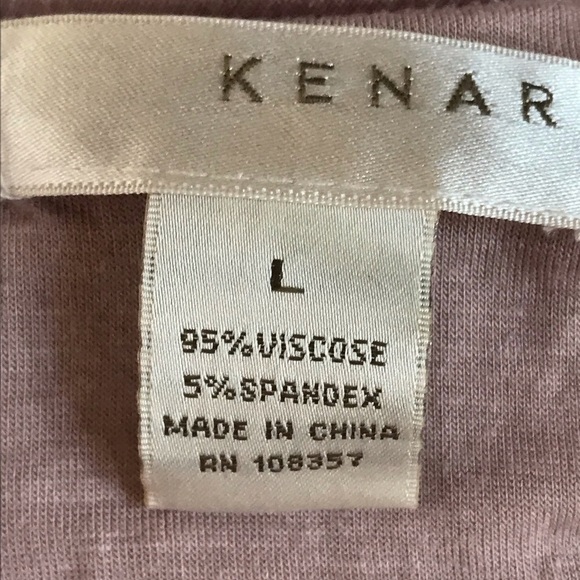 KENAR
L
95% VISCOSE
5% SPANDEX
MADE IN CHINA
RN 108357